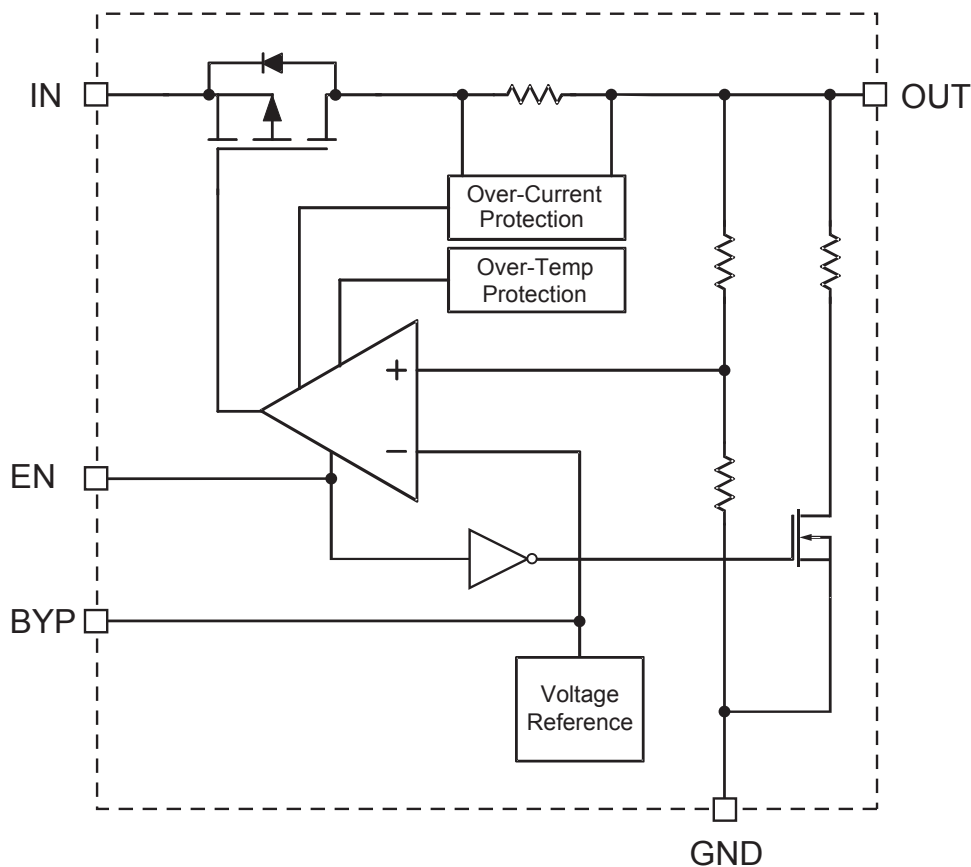 IN
OUT
Over-Current
Protection
Over-Temp
Protection
+
−
EN
BYP
Voltage
Reference
GND